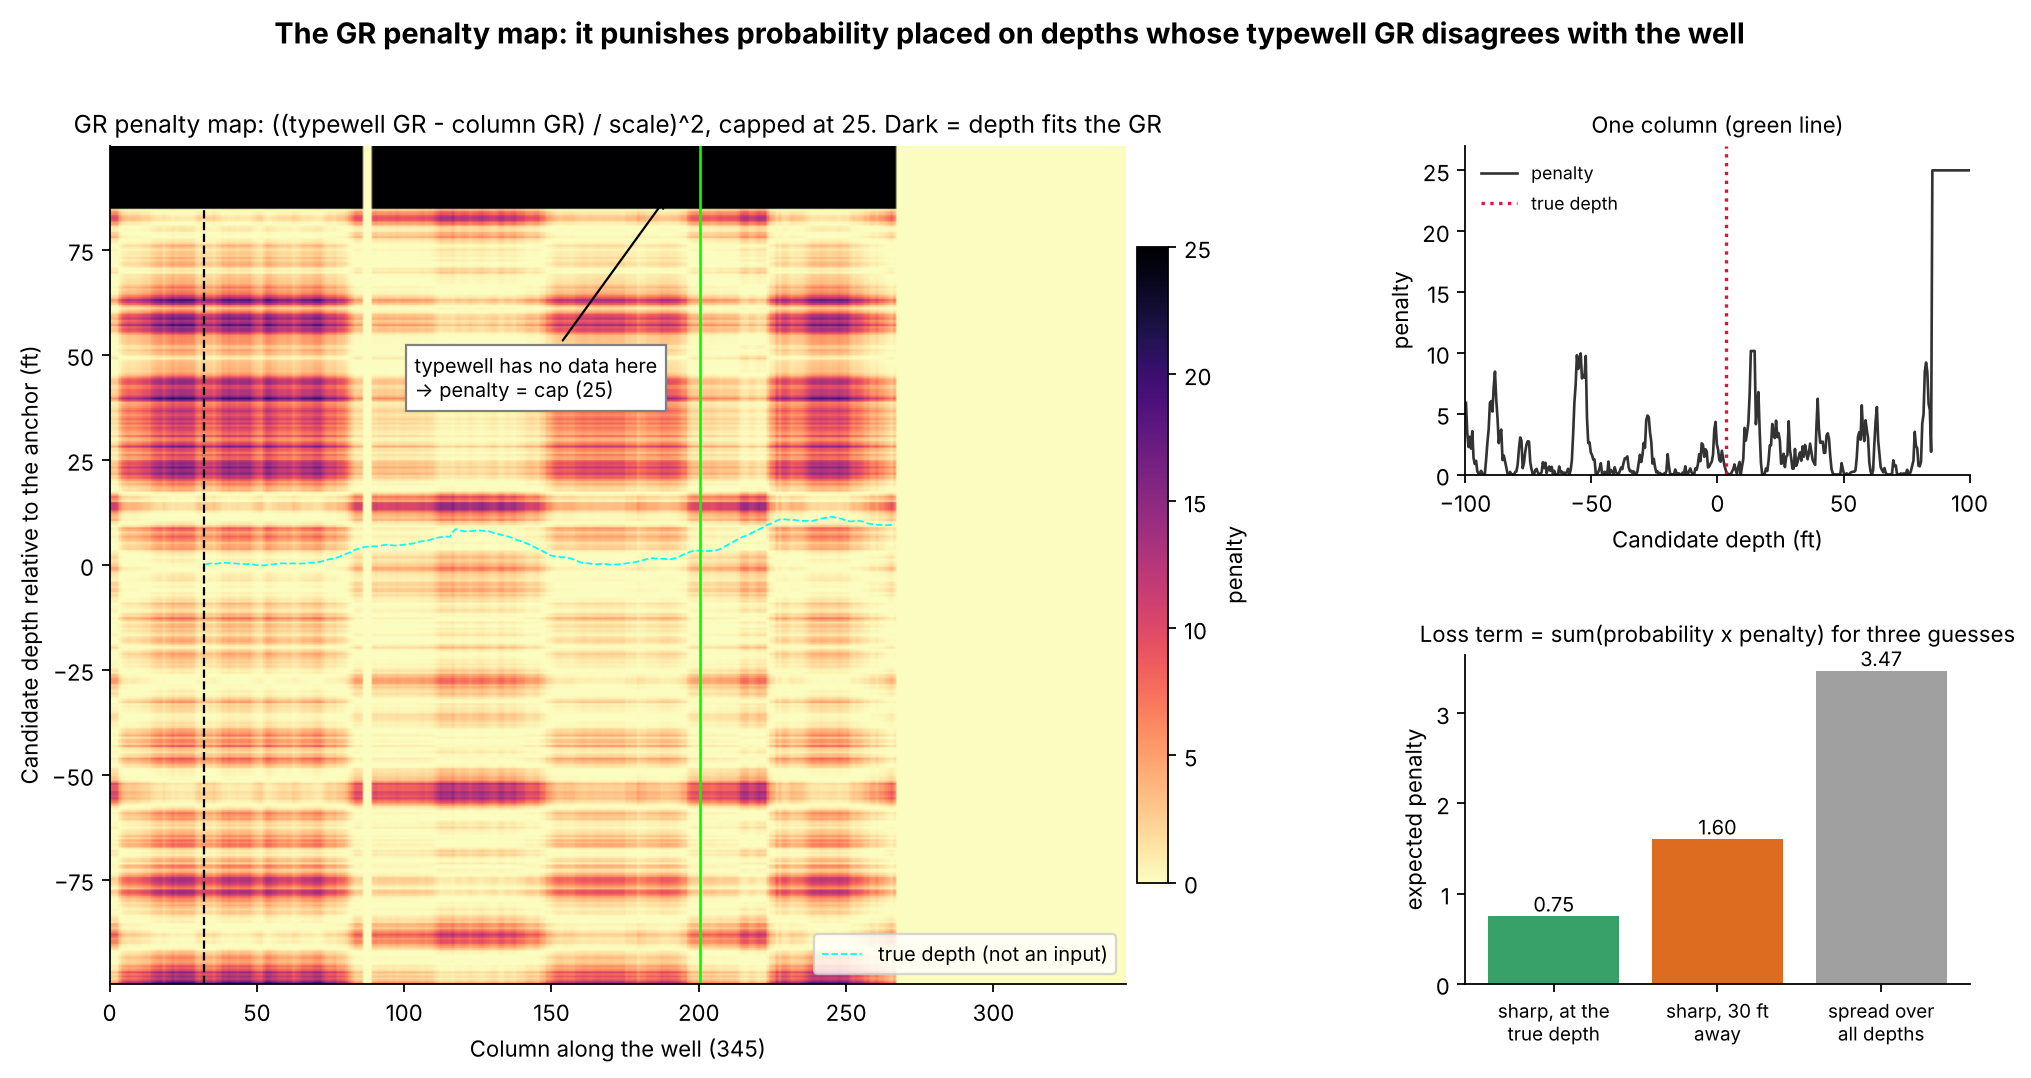 The GR penalty map: it punishes probability placed on depths whose typewell GR disagrees with the well
GR penalty map: ((typewell GR - column GR) / scale)^2, capped at 25. Dark = depth fits the GR
Candidate depth relative to the anchor (ft)
75
50
25
0
−25
−50
−75
typewell has no data here
→ penalty = cap (25)
true depth (not an input)
0
50
100
150
200
250
300
Column along the well (345)
25
20
15
10
5
0
penalty
One column (green line)
penalty
true depth
penalty
25
20
15
10
5
0
−100
−50
0
50
100
Candidate depth (ft)
Loss term = sum(probability x penalty) for three guesses
expected penalty
3
2
1
0
0.75
1.60
3.47
sharp, at the
true depth
sharp, 30 ft
away
spread over
all depths